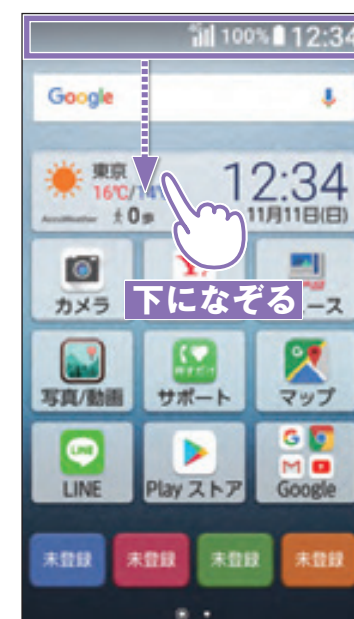 4G 100% 12:34
Google
東京
16℃/14
12:34
AccuWeather 0歩
11月11日(日)
カメラ
下になぞる
ース
写真/動画
サポート
マップ
LINE
Play ストア
Google
未登録
未登録
未登録
未登録